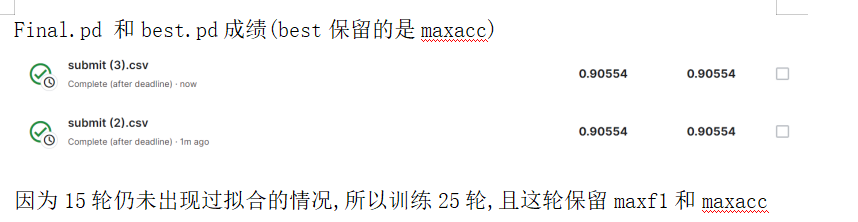 Final.pd 和 best.pd成绩(best 保留的是 maxacc)
submit (3).csv
Complete (after deadline) · now
0.90554 0.90554
submit (2).csv
Complete (after deadline) · 1m ago
0.90554 0.90554
因为 15 轮仍未出现过拟合的情况,所以训练 25 轮,且这轮保留 maxf1 和 maxacc